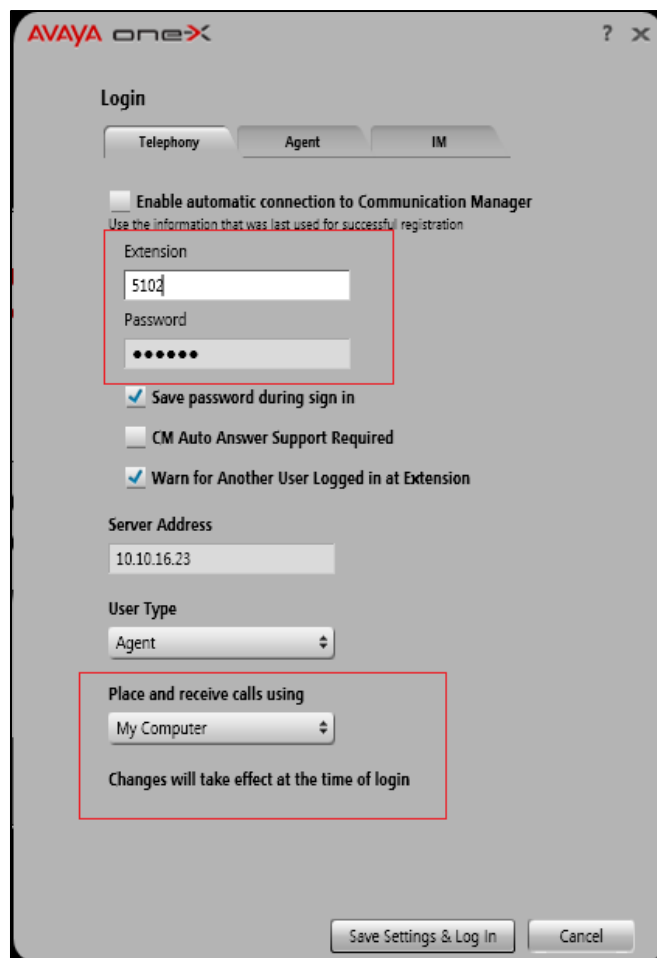 AVAYA one-X ? ×
Login
Telephony Agent IM
Enable automatic connection to Communication Manager
Use the information that was last used for successful registration
Extension
5102
Password
●●●●●●
Save password during sign in
CM Auto Answer Support Required
Warn for Another User Logged in at Extension
Server Address
10.10.16.23
User Type
Agent
Place and receive calls using
My Computer
Changes will take effect at the time of login
Save Settings & Log In Cancel